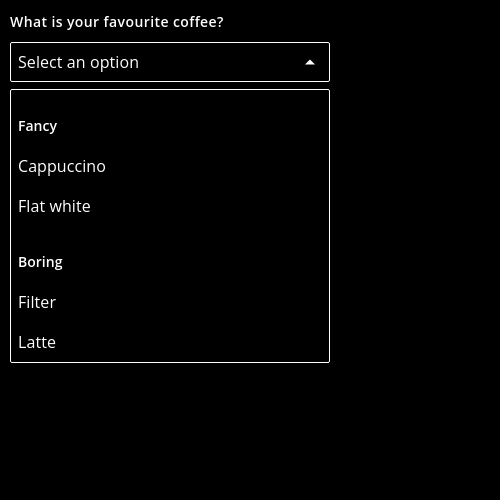 What is your favourite coffee?
Select an option
Fancy
Cappuccino
Flat white
Boring
Filter
Latte